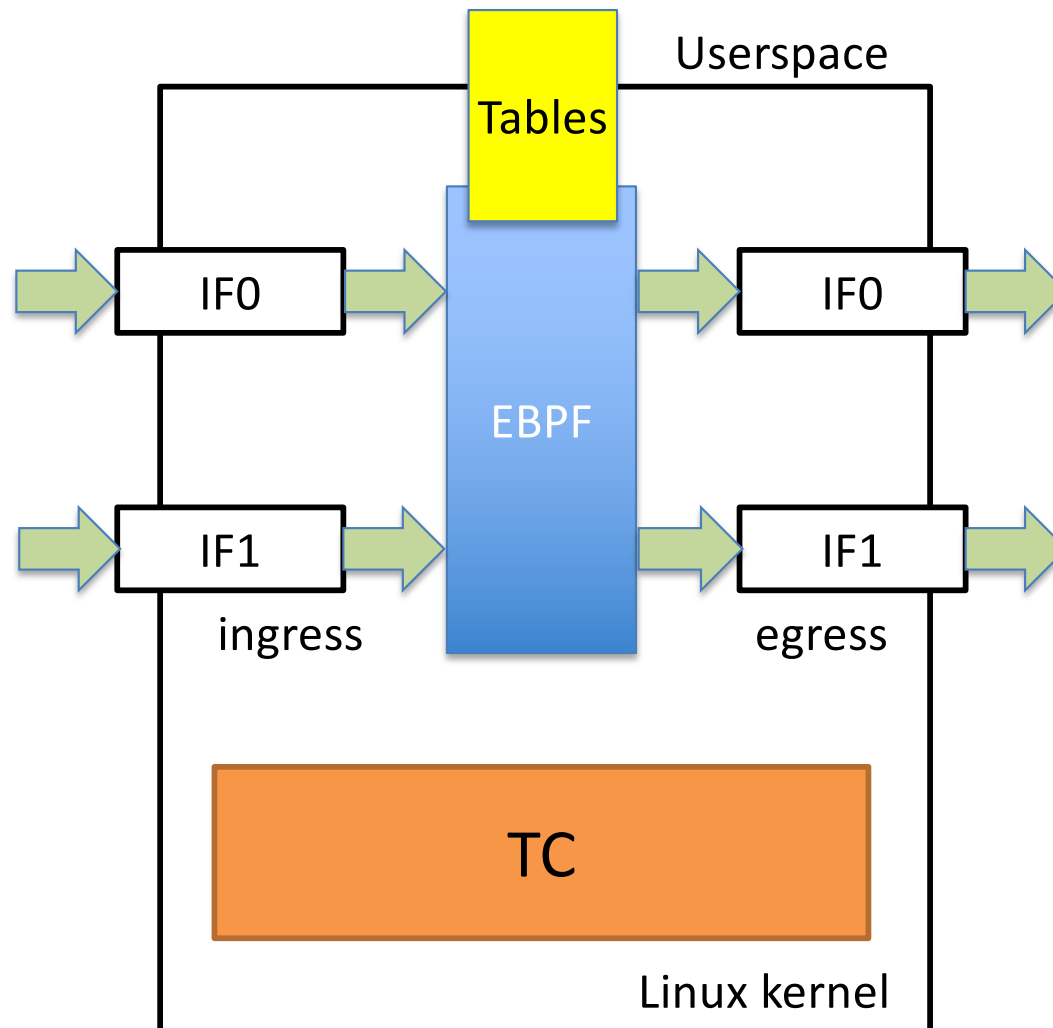 Userspace
Tables
IF0
IF0
EBPF
IF1
IF1
ingress
egress
TC
Linux kernel